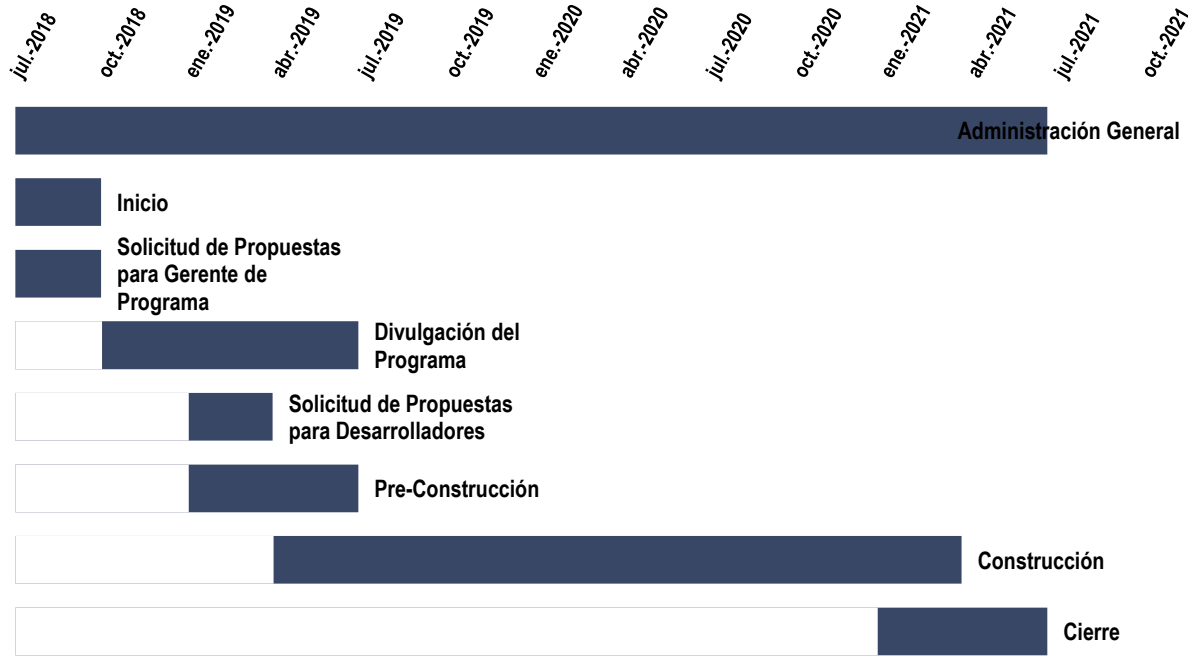 jul.-2018
oct.-2018
ene.-2019
abr.-2019
jul.-2019
oct.-2019
ene.-2020
abr.-2020
jul.-2020
oct.-2020
ene.-2021
abr.-2021
jul.-2021
oct.-2021
Administración General
Inicio
Solicitud de Propuestas
para Gerente de
Programa
Divulgación del
Programa
Solicitud de Propuestas
para Desarrolladores
Pre-Construcción
Construcción
Cierre